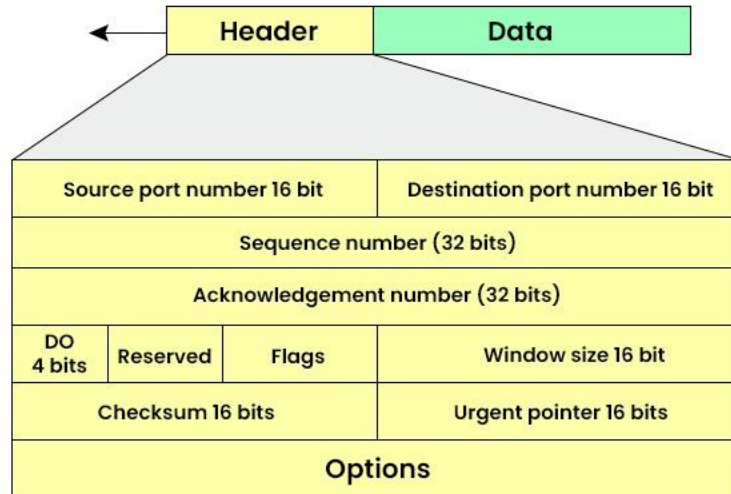 Header
Data
Source port number 16 bit
Destination port number 16 bit
Sequence number (32 bits)
Acknowledgement number (32 bits)
DO
4 bits
Reserved
Flags
Window size 16 bit
Checksum 16 bits
Urgent pointer 16 bits
Options